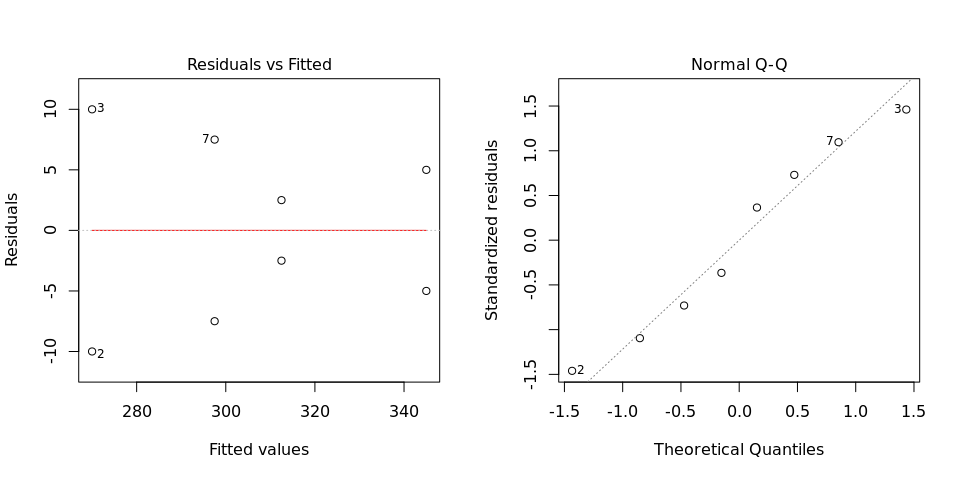 Residuals vs Fitted
Residuals
10
5
0
-5
-10
3
7
2
280 300 320 340
Fitted values
Normal Q-Q
Standardized residuals
1.5
1.0
0.5
0.0
-0.5
-1.5
3
7
2
-1.5 -1.0 -0.5 0.0 0.5 1.0 1.5
Theoretical Quantiles